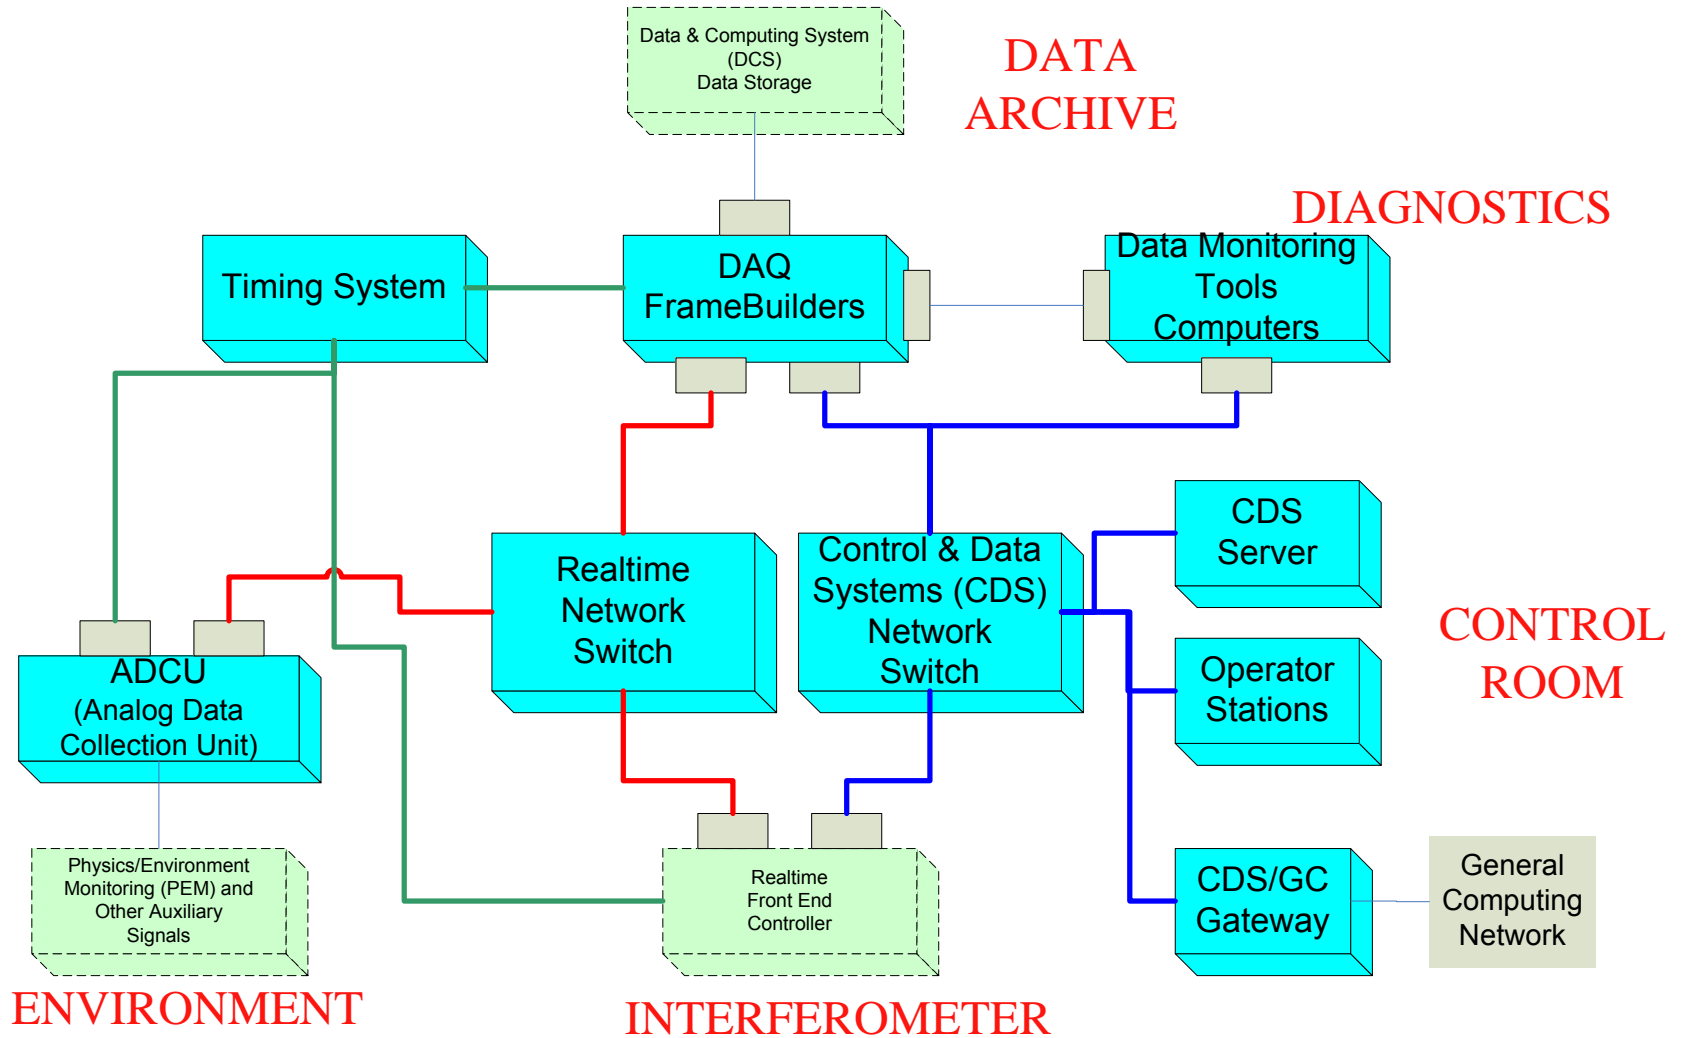 Data & Computing System
(DCS)
Data Storage
DATA
ARCHIVE
DIAGNOSTICS
Timing System
DAQ
FrameBuilders
Data Monitoring
Tools
Computers
Realtime
Network
Switch
Control & Data
Systems (CDS)
Network
Switch
CDS
Server
CONTROL
ROOM
Operator
Stations
ADCU
(Analog Data
Collection Unit)
Physics/Environment
Monitoring (PEM) and
Other Auxiliary
Signals
Realtime
Front End
Controller
CDS/GC
Gateway
General
Computing
Network
ENVIRONMENT
INTERFEROMETER